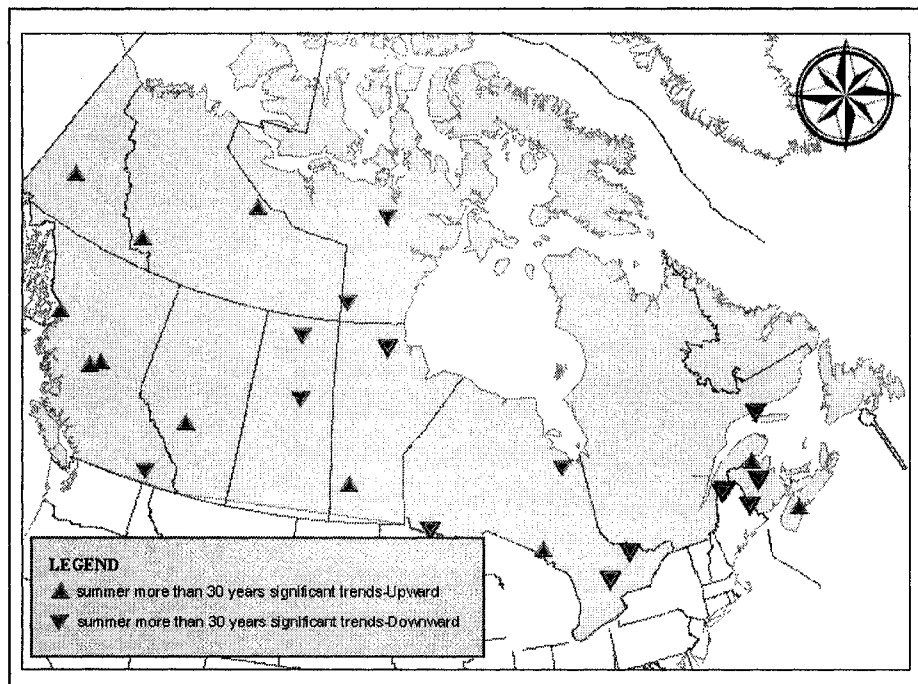 LEGEND
summer more than 30 years significant trends-Upward
summer more than 30 years significant trends-Downward